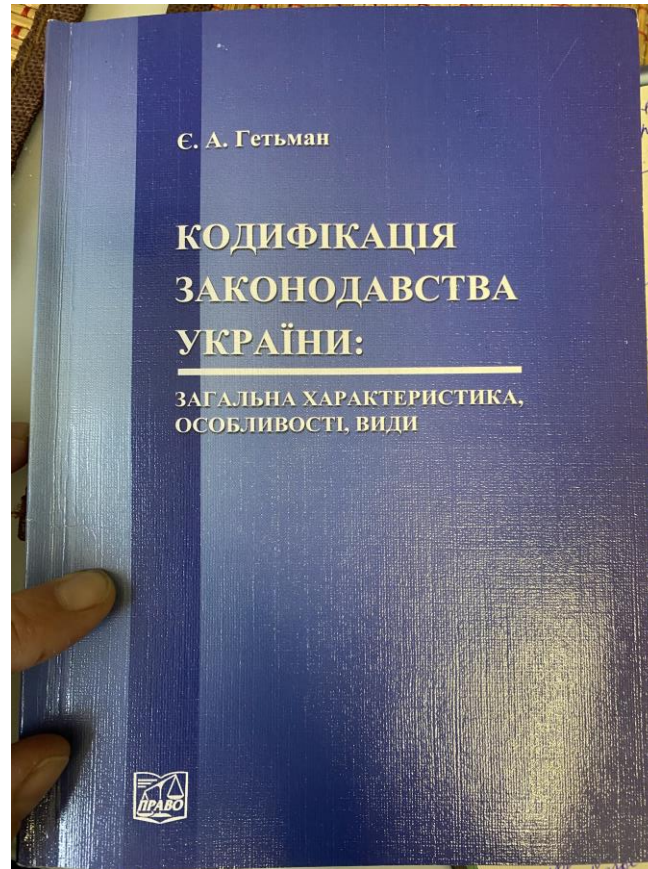 Є. А. Гетьман
КОДИФІКАЦІЯ
ЗАКОНОДАВСТВА
УКРАЇНИ:
ЗАГАЛЬНА ХАРАКТЕРИСТИКА,
ОСОБЛИВОСТІ, ВИДИ
ПРАВО